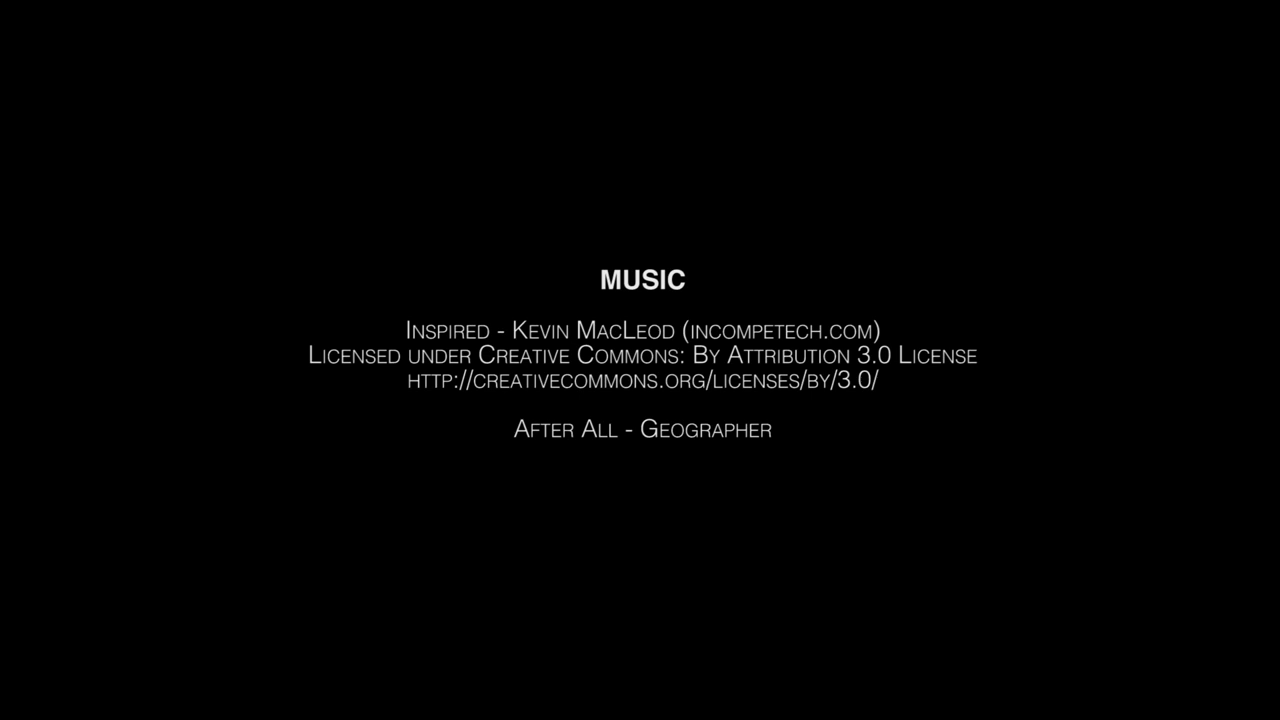 MUSIC
Inspired - Kevin MacLeod (incompetech.com)
Licensed under Creative Commons: By Attribution 3.0 License
http://creativecommons.org/licenses/by/3.0/
After All - Geographer